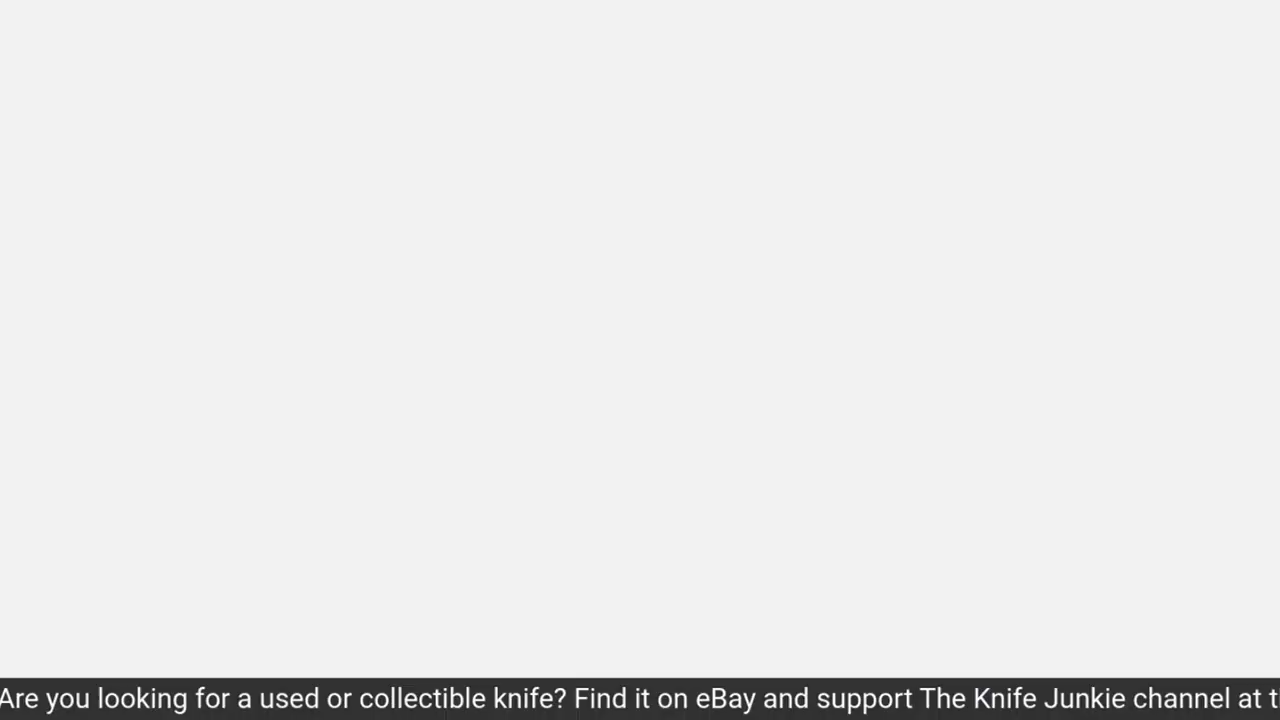 Are you looking for a used or collectible knife? Find it on eBay and support The Knife Junkie channel at t